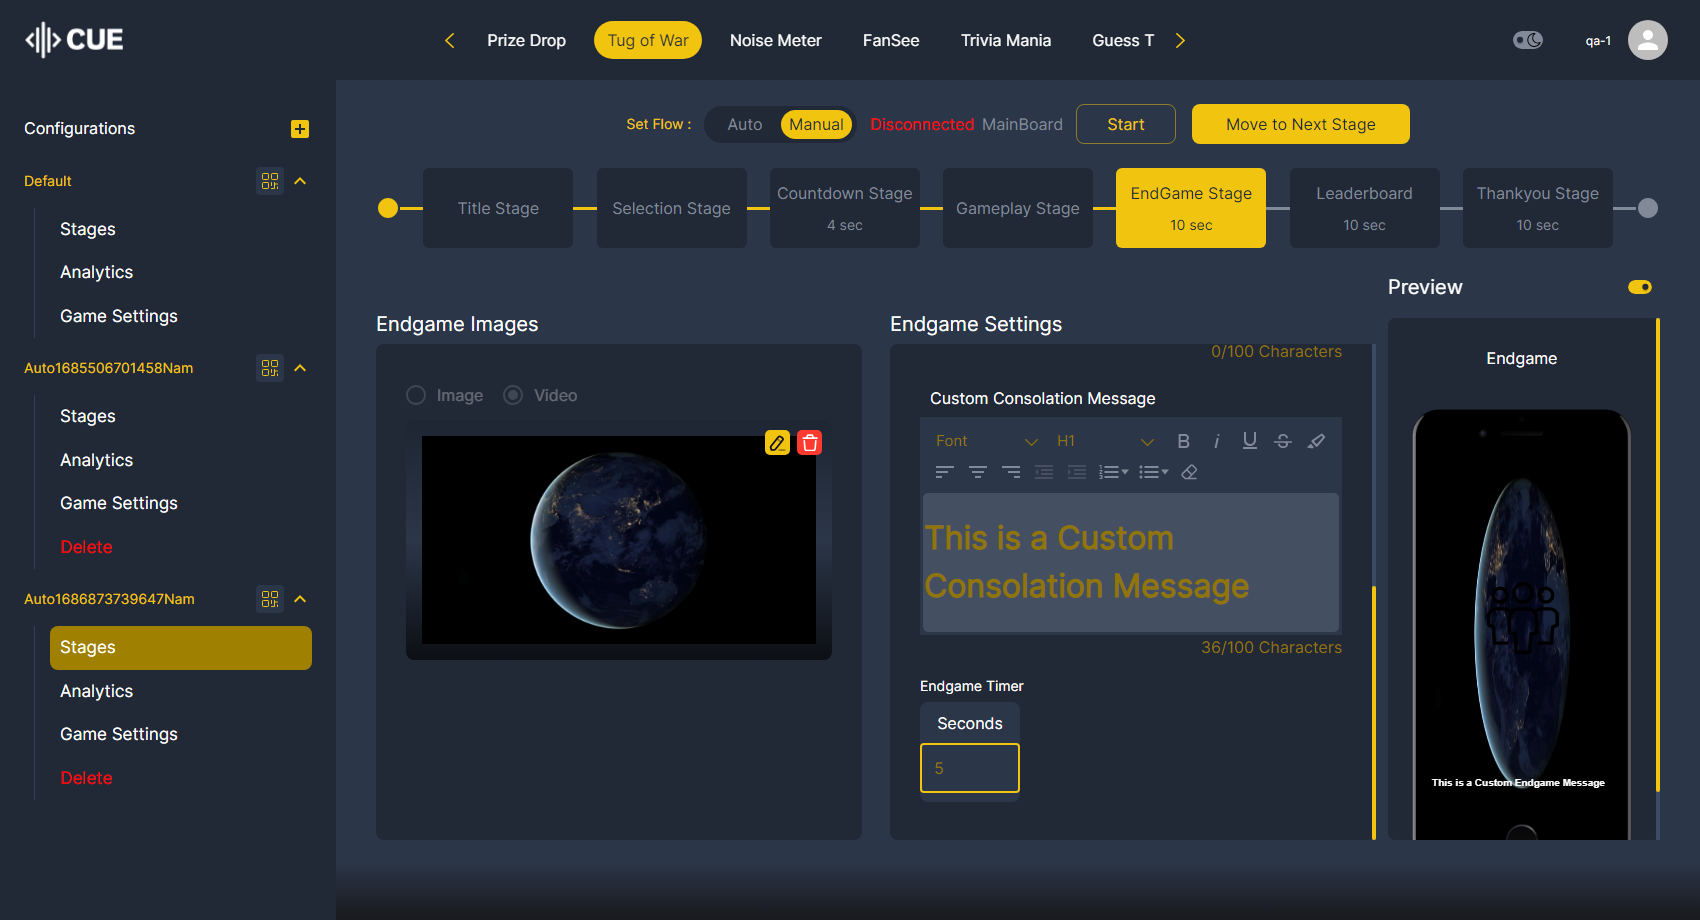 CUE
Prize Drop
Tug of War
Noise Meter
FanSee
Trivia Mania
Guess T
qa-1
Configurations
Default
Stages
Analytics
Game Settings
Auto1685506701458Nam
Stages
Analytics
Game Settings
Delete
Auto1686873739647Nam
Stages
Analytics
Game Settings
Delete
Set Flow :
Auto
Manual
Disconnected MainBoard
Start
Move to Next Stage
Title Stage
Selection Stage
Countdown Stage
4 sec
Gameplay Stage
EndGame Stage
10 sec
Leaderboard
10 sec
Thankyou Stage
10 sec
Endgame Images
Image
Video
Endgame Settings
0/100 Characters
Custom Consolation Message
Font
H1
B
i
U
S
This is a Custom
Consolation Message
36/100 Characters
Endgame Timer
Seconds
5
Preview
Endgame
This is a Custom Endgame Message